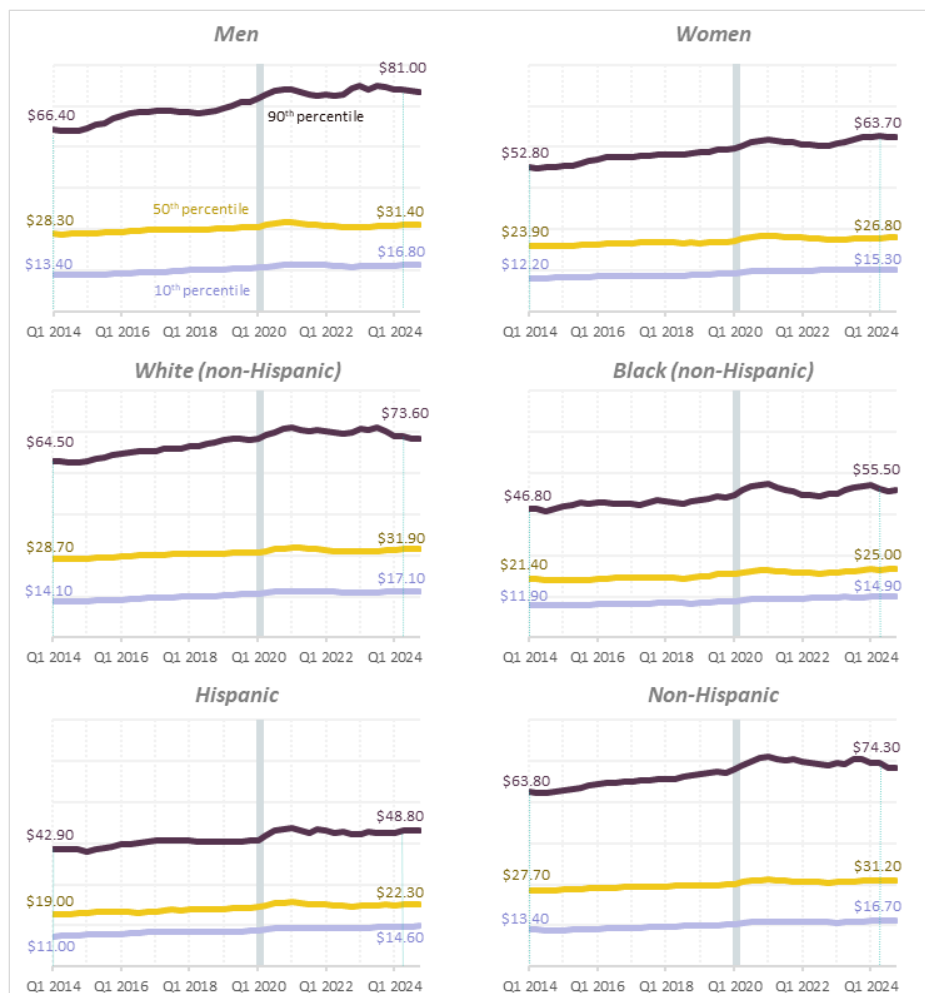 Men
$66.40
$81.00
90th percentile
$28.30
50th percentile
$31.40
$13.40
10th percentile
$16.80
Q1 2014 Q1 2016 Q1 2018 Q1 2020 Q1 2022 Q1 2024
Women
$52.80
$63.70
$23.90
$26.80
$12.20
$15.30
Q1 2014 Q1 2016 Q1 2018 Q1 2020 Q1 2022 Q1 2024
White (non-Hispanic)
$64.50
$73.60
$28.70
$31.90
$14.10
$17.10
Q1 2014 Q1 2016 Q1 2018 Q1 2020 Q1 2022 Q1 2024
Black (non-Hispanic)
$46.80
$55.50
$21.40
$25.00
$11.90
$14.90
Q1 2014 Q1 2016 Q1 2018 Q1 2020 Q1 2022 Q1 2024
Hispanic
$42.90
$48.80
$19.00
$22.30
$11.00
$14.60
Q1 2014 Q1 2016 Q1 2018 Q1 2020 Q1 2022 Q1 2024
Non-Hispanic
$63.80
$74.30
$27.70
$31.20
$13.40
$16.70
Q1 2014 Q1 2016 Q1 2018 Q1 2020 Q1 2022 Q1 2024